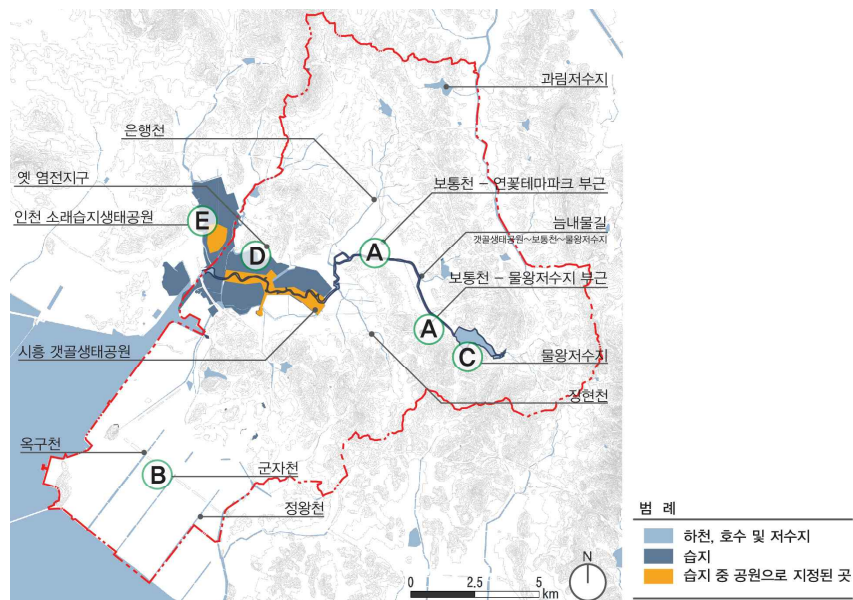 과림저수지
은행천
옛 염전지구
보통천 – 연꽃테마파크 부근
인천 소래습지생태공원
E
늠내물길
갯골생태공원~보통천~물왕저수지
D
A
보통천 – 물왕저수지 부근
A
시흥 갯골생태공원
C
물왕저수지
장현천
옥구천
B
군자천
정왕천
범 례
하천, 호수 및 저수지
습지
습지 중 공원으로 지정된 곳
N
0
2.5
5
km